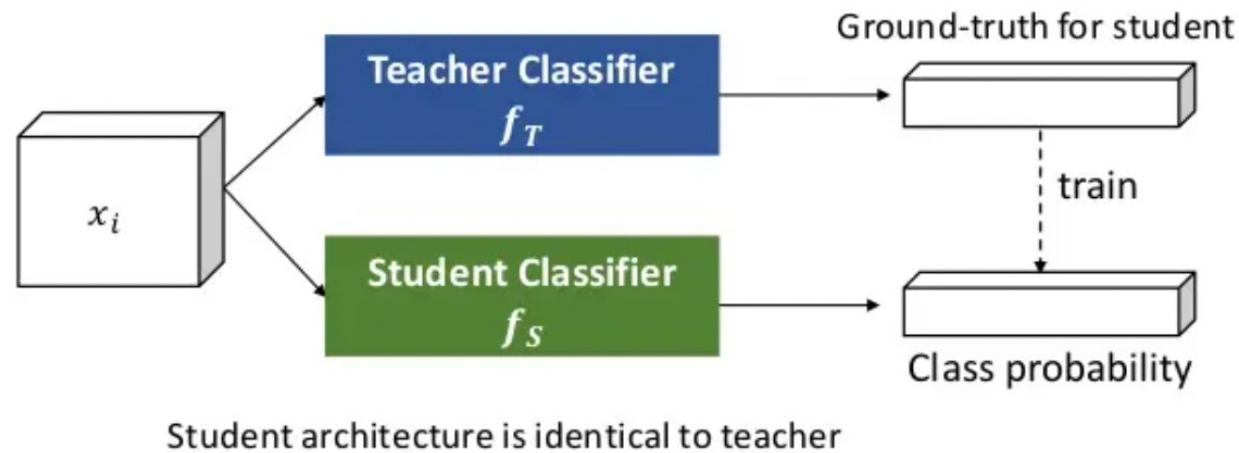 Ground-truth for student
Teacher Classifier
f_T
x_i
train
Student Classifier
f_S
Class probability
Student architecture is identical to teacher